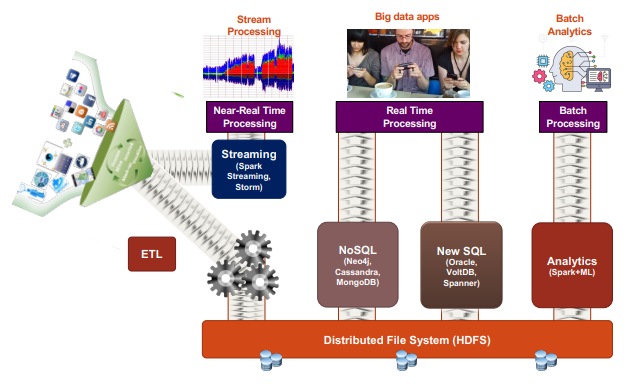 Stream
Processing
Big data apps
Batch
Analytics
Near-Real Time
Processing
Real Time
Processing
Batch
Processing
Streaming
(Spark
Streaming,
Storm)
ETL
NoSQL
(Neo4j,
Cassandra,
MongoDB)
New SQL
(Oracle,
VoltDB,
Spanner)
Analytics
(Spark+ML)
Distributed File System (HDFS)